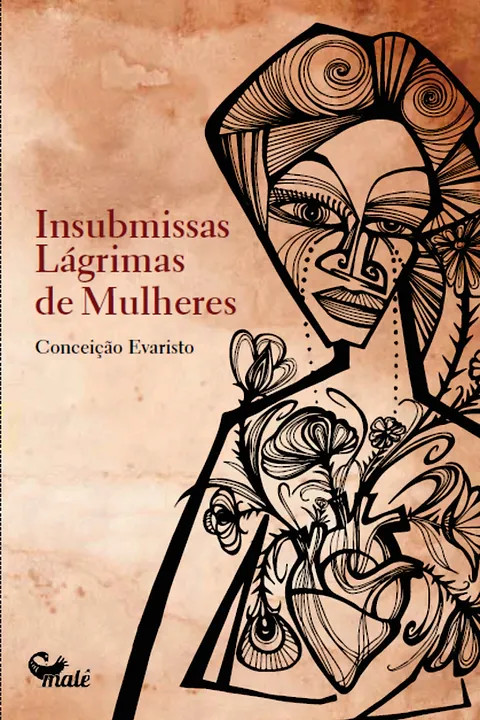 Insubmissas
Lágrimas
de Mulheres
Conceição Evaristo
malê